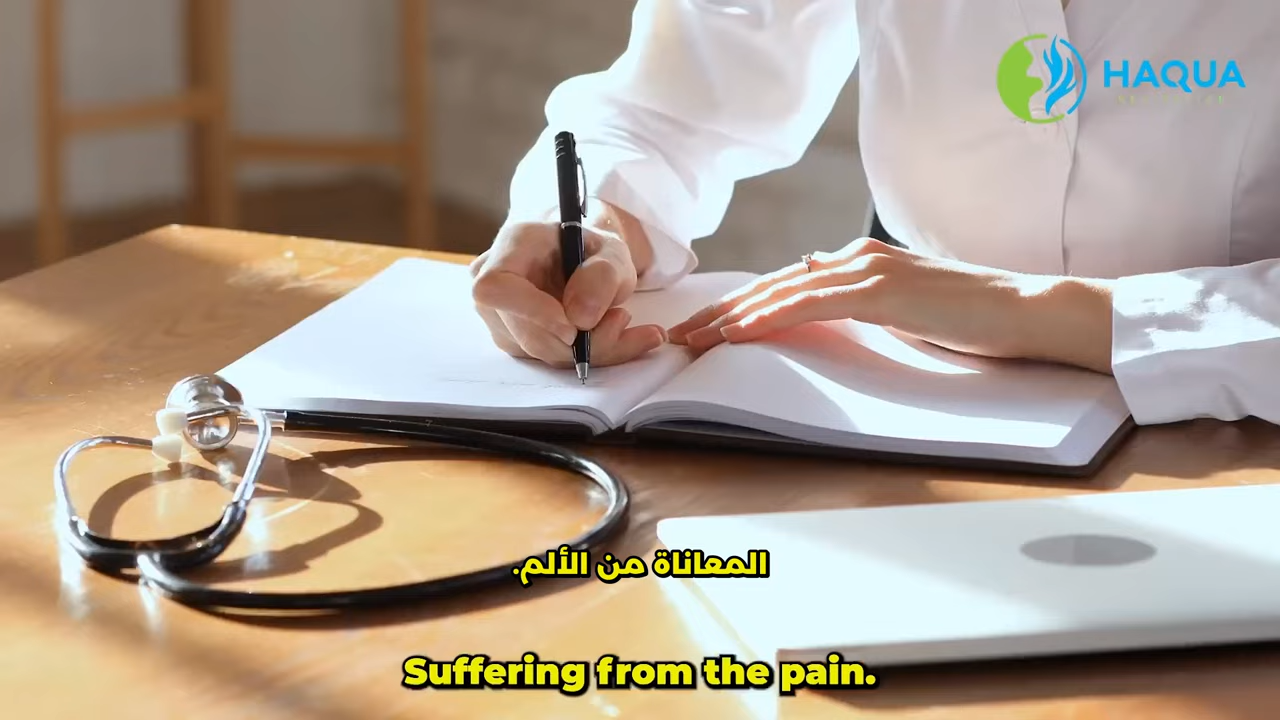 HAQUA
المعاناة من الألم.
Suffering from the pain.